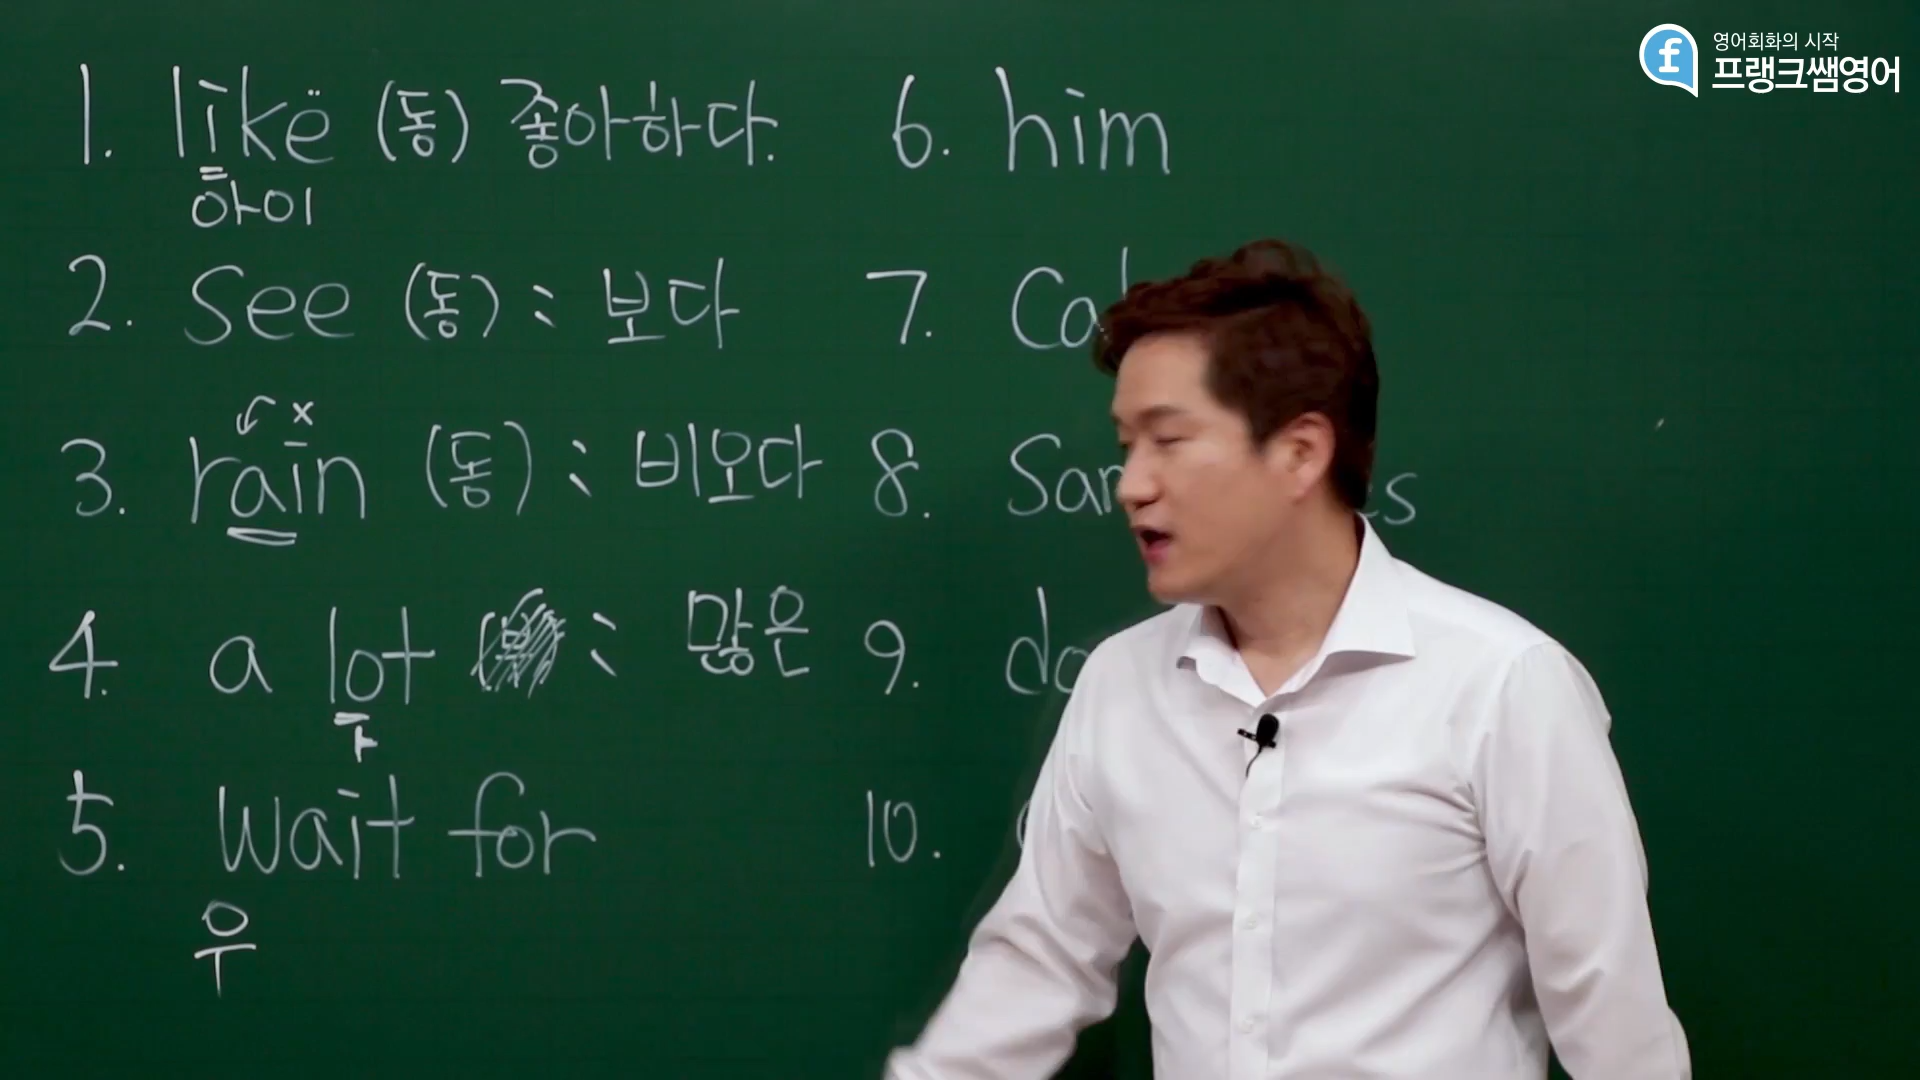 영어회화의 시작
프랭크쌤영어
1. like (동) 좋아하다.
아이
2. see (동) : 보다
x
3. rain (동) : 비오다
4. a lot : 많은
ㅏ
5. wait for
우
6. him
7.
8.
9.
10.